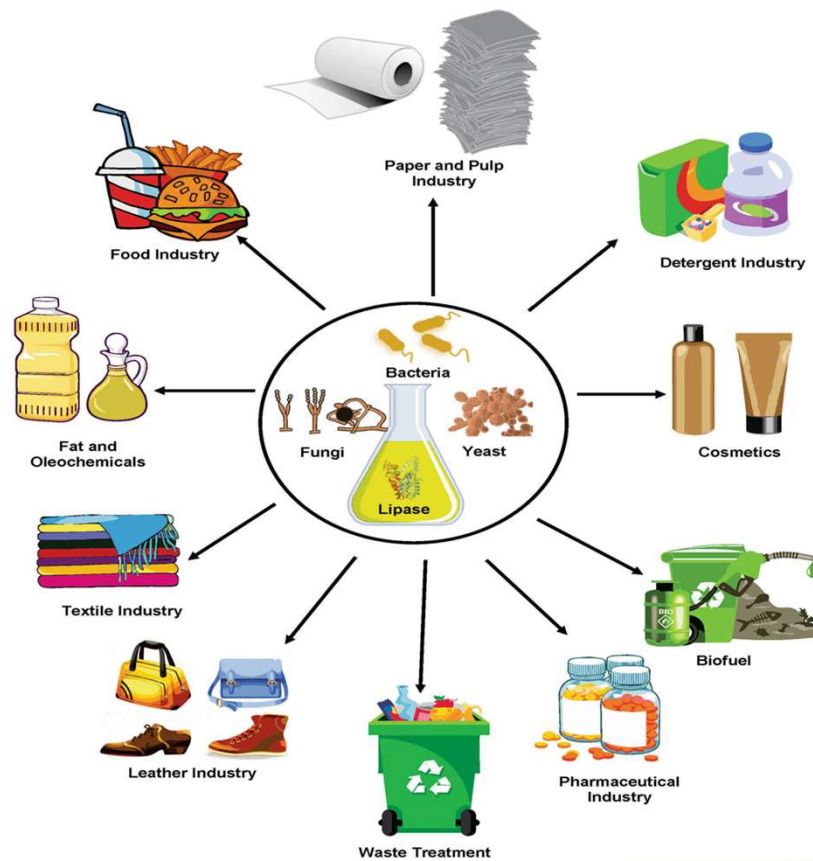 Paper and Pulp
Industry
Food Industry
Detergent Industry
Bacteria
Fungi
Yeast
Lipase
Fat and
Oleochemicals
Cosmetics
Textile Industry
BIO
Biofuel
Leather Industry
Pharmaceutical
Industry
Waste Treatment